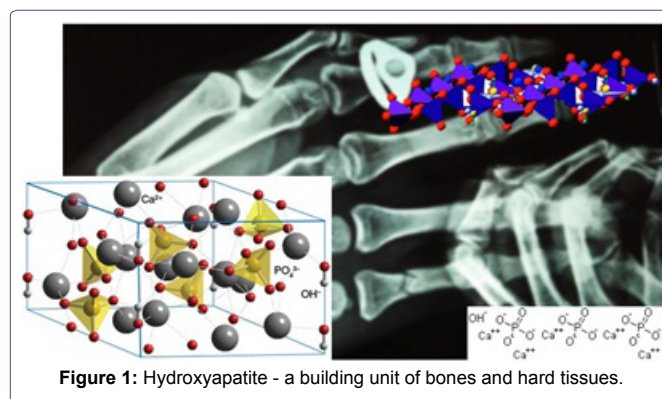 Ca²⁺
PO₄³⁻
OH⁻
OH⁻ O⁻ O O⁻ O O⁻ O
P P P
Ca⁺⁺ O⁻ O⁻ Ca⁺⁺ O⁻ O⁻ Ca⁺⁺ O⁻ O⁻
Ca⁺⁺ Ca⁺⁺
Figure 1: Hydroxyapatite - a building unit of bones and hard tissues.